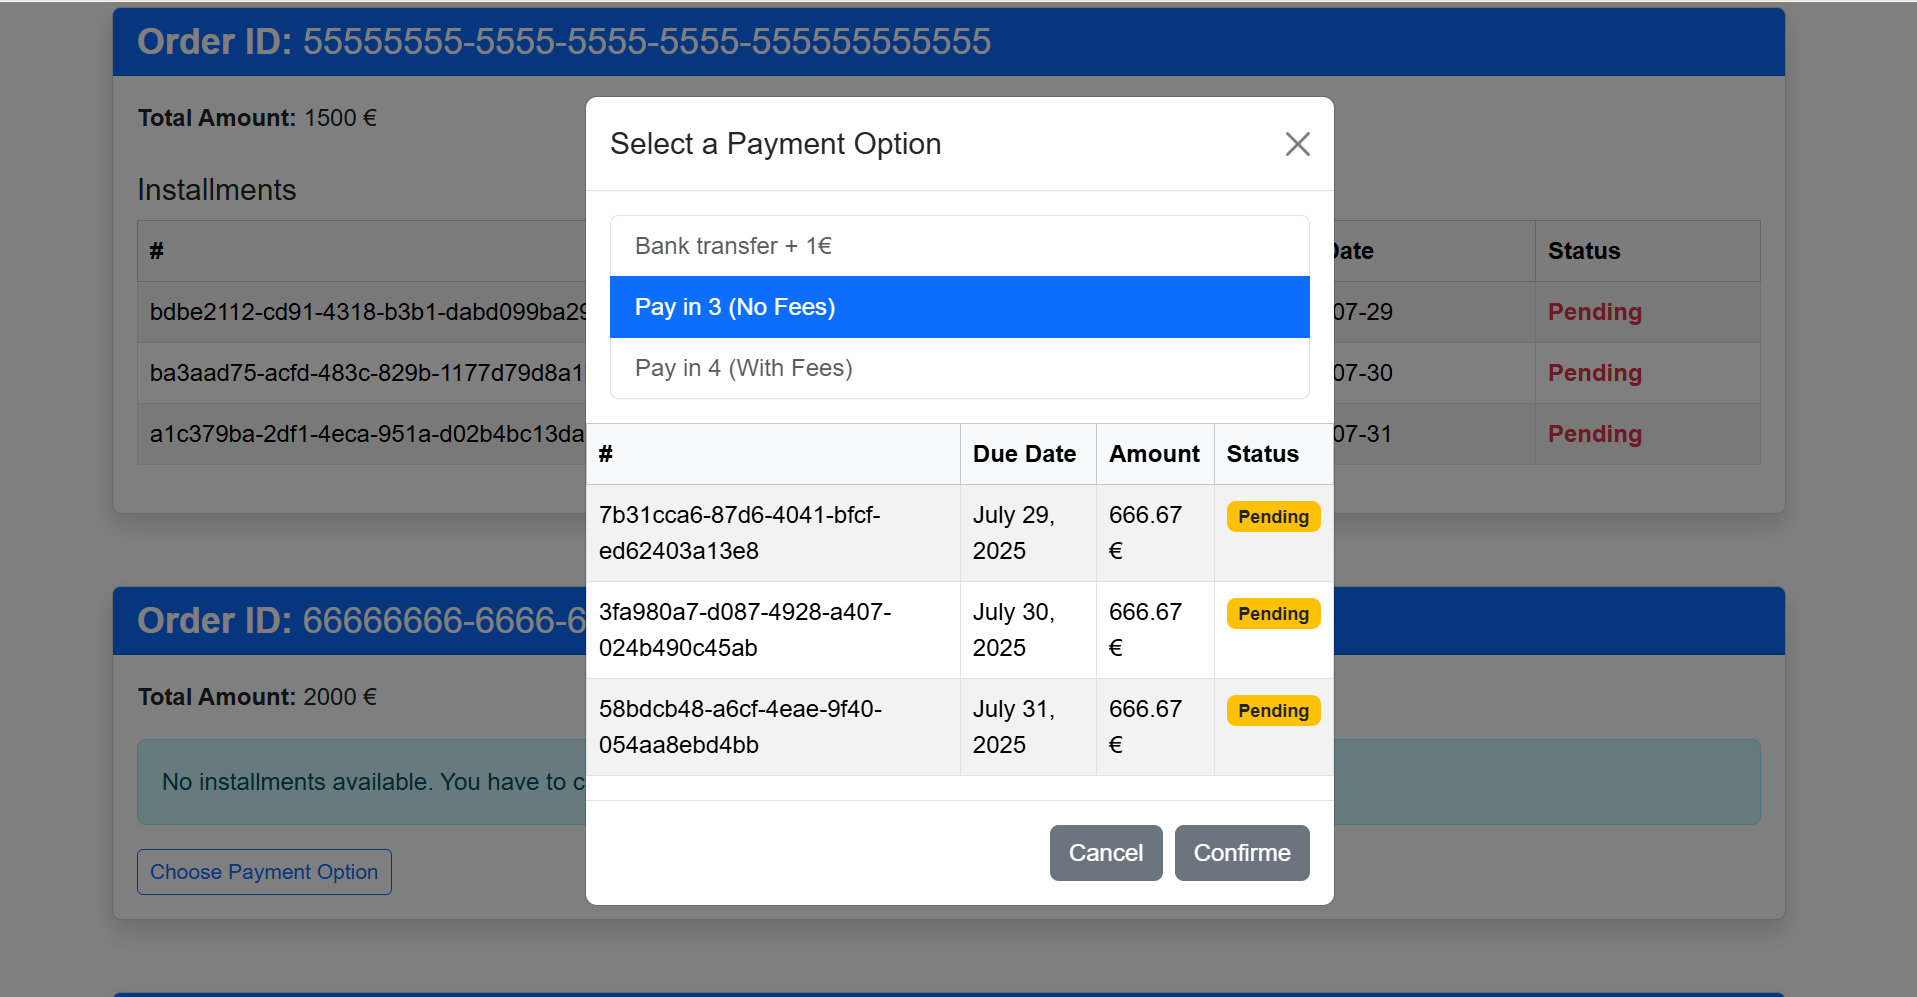 Order ID: 55555555-5555-5555-5555-555555555555
Total Amount: 1500 €
Installments
# Date Status
bdbe2112-cd91-4318-b3b1-dabd099ba29 07-29 Pending
ba3aad75-acfd-483c-829b-1177d79d8a1 07-30 Pending
a1c379ba-2df1-4eca-951a-d02b4bc13da 07-31 Pending
Select a Payment Option
Bank transfer + 1€
Pay in 3 (No Fees)
Pay in 4 (With Fees)
# Due Date Amount Status
7b31cca6-87d6-4041-bfcf- July 29, 666.67 Pending
ed62403a13e8 2025 €
3fa980a7-d087-4928-a407- July 30, 666.67 Pending
024b490c45ab 2025 €
58bdcb48-a6cf-4eae-9f40- July 31, 666.67 Pending
054aa8ebd4bb 2025 €
Cancel Confirme
Order ID: 66666666-6666-6
Total Amount: 2000 €
No installments available. You have to c
Choose Payment Option